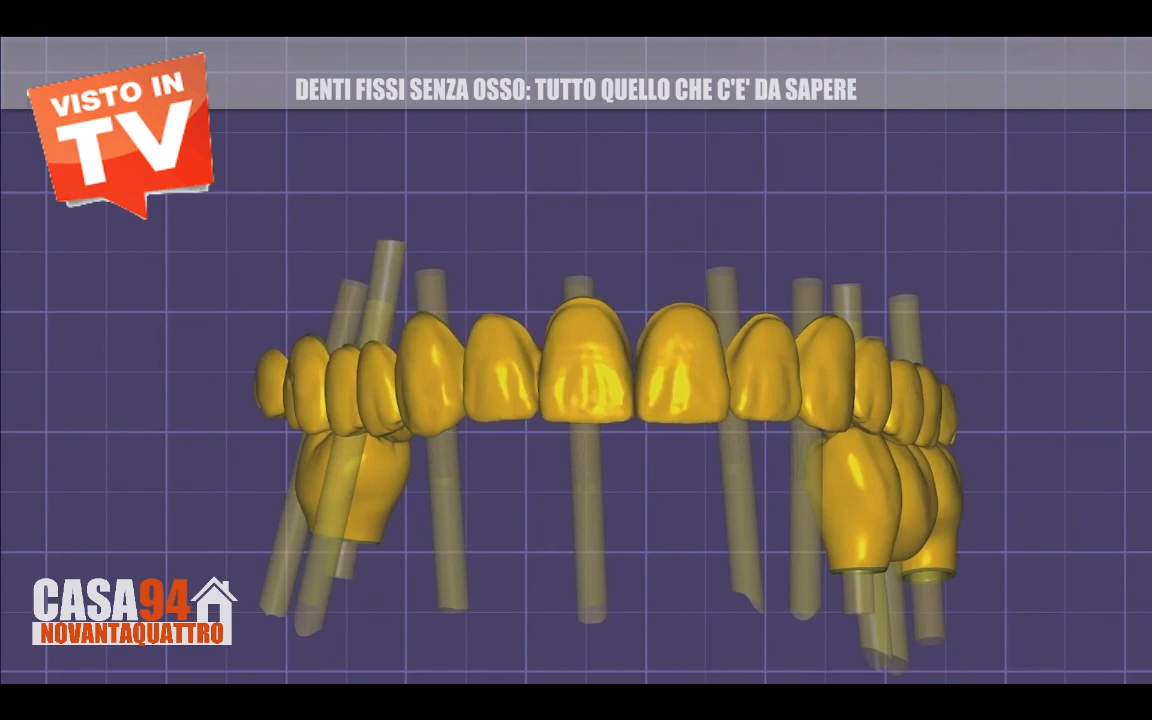 DENTI FISSI SENZA OSSO: TUTTO QUELLO CHE C'E' DA SAPERE
VISTO IN
TV
CASA94
NOVANTAQUATTRO